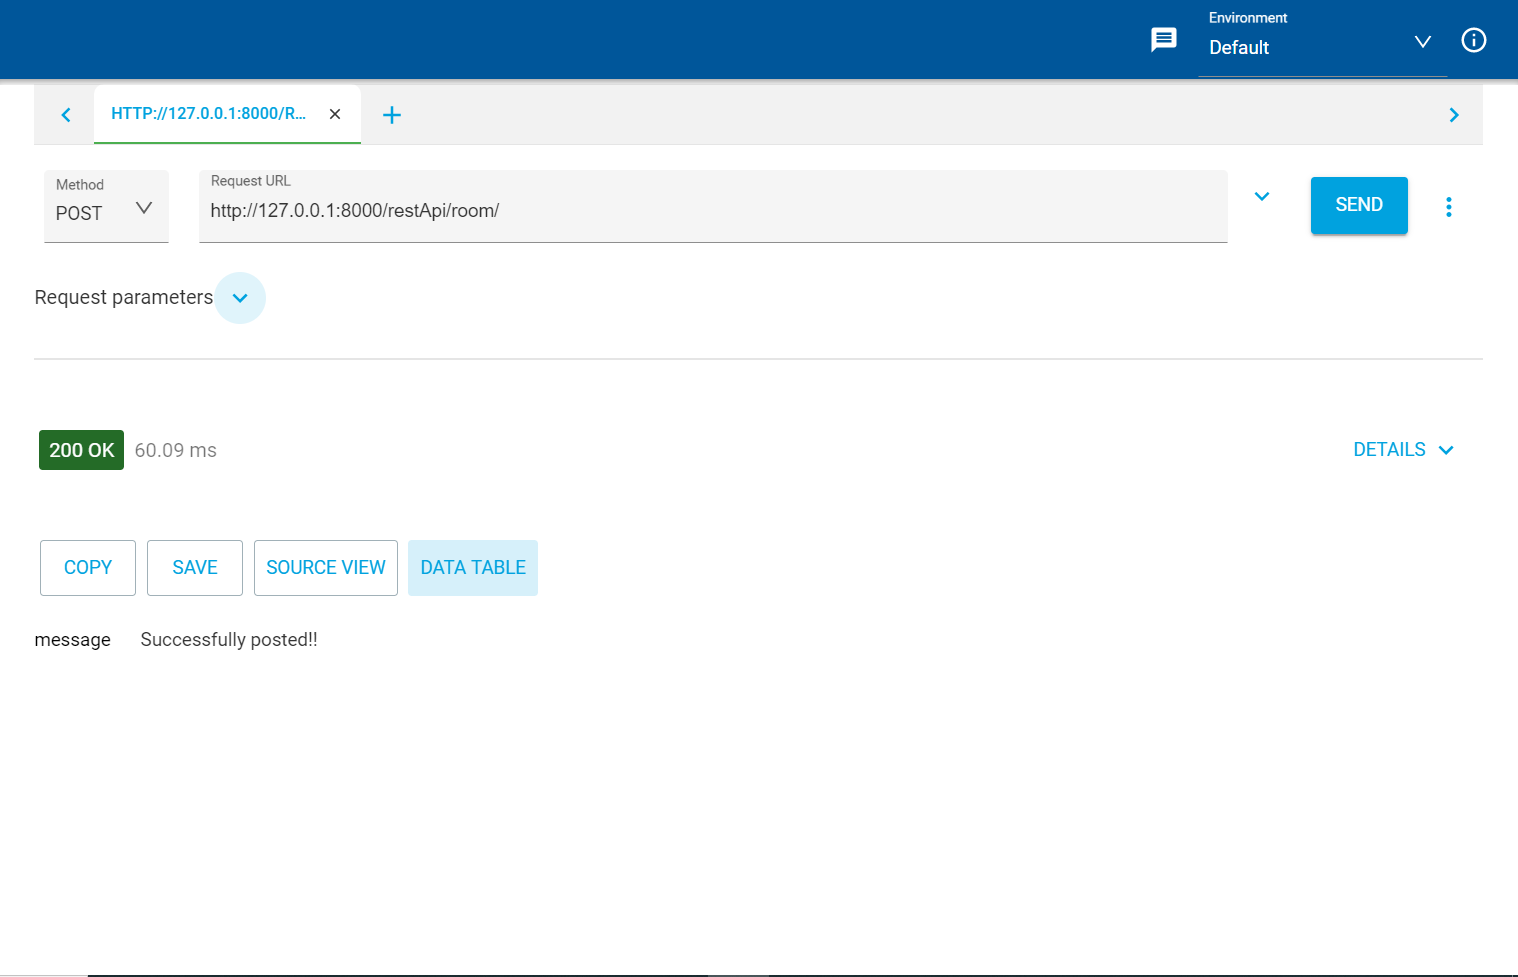 Environment
Default
HTTP://127.0.0.1:8000/R...
Method
POST
Request URL
http://127.0.0.1:8000/restApi/room/
SEND
Request parameters
200 OK
60.09 ms
DETAILS
COPY
SAVE
SOURCE VIEW
DATA TABLE
message
Successfully posted!!